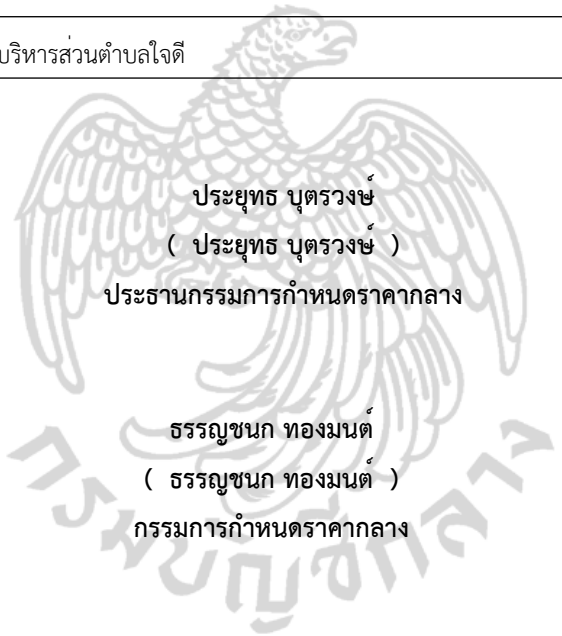 บริหารส่วนตำบลใจดี
ประยุทธ บุตรวงษ์
( ประยุทธ บุตรวงษ์ )
ประธานกรรมการกำหนดราคากลาง
ธรรญชนก ทองมนต์
( ธรรญชนก ทองมนต์ )
กรรมการกำหนดราคากลาง
กรมบัญชีกลาง